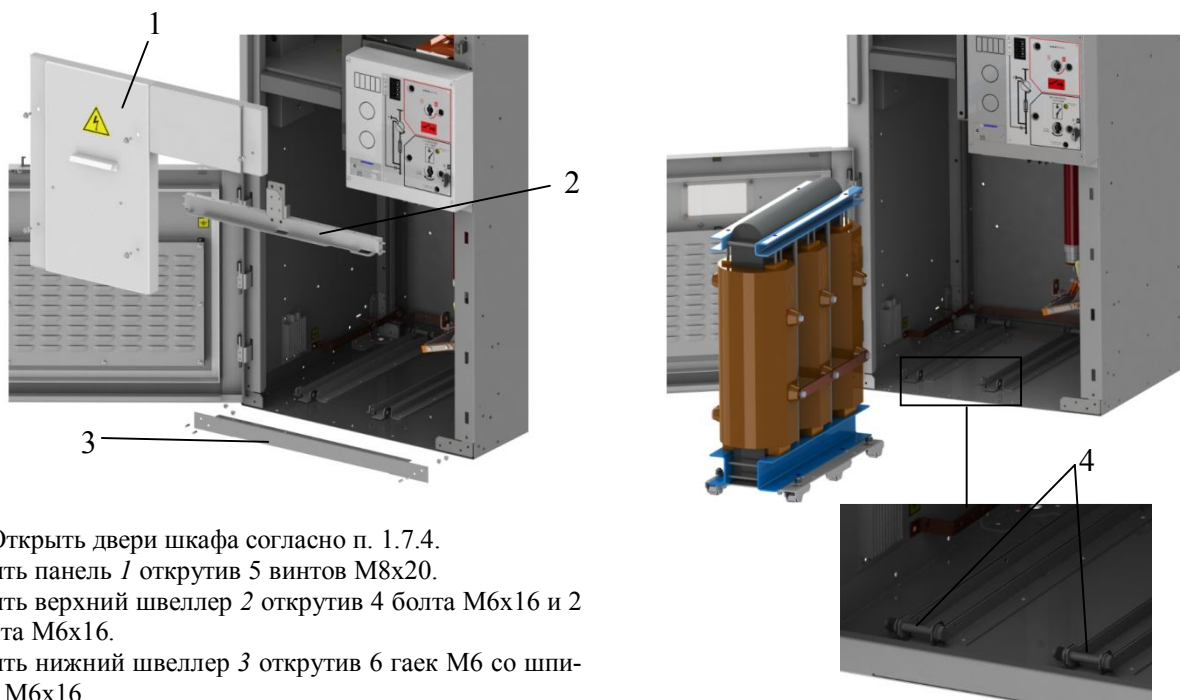 1
2
3
4
Открыть двери шкафа согласно п. 1.7.4.
ить панель 1 открутив 5 винтов М8х20.
ить верхний швеллер 2 открутив 4 болта М6х16 и 2
та М6х16.
ить нижний швеллер 3 открутив 6 гаек М6 со шпи-
М6х16